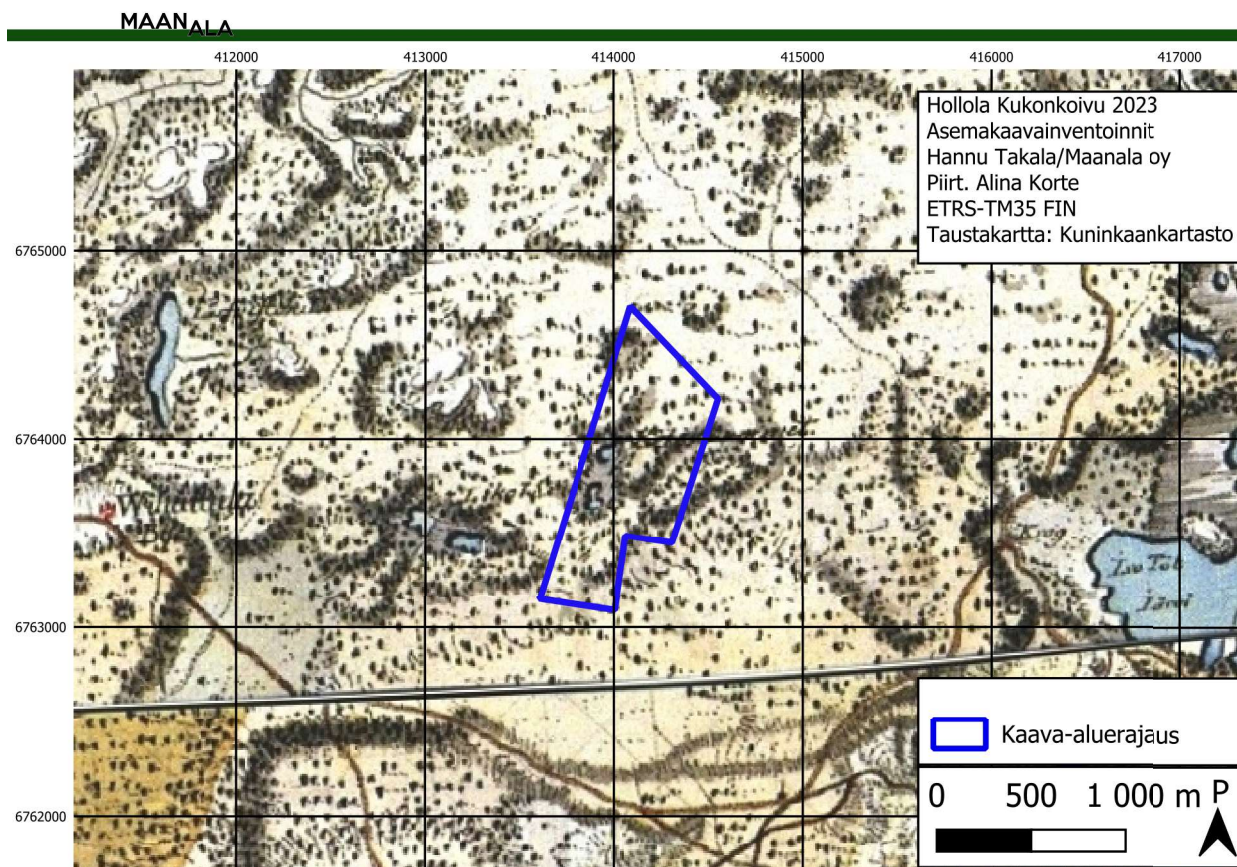 MAANALA
412000 413000 414000 415000 416000 417000
Hollola Kukonkoivu 2023
Asemakaavainventoinnit
Hannu Takala/Maanala oy
Piirt. Alina Korte
ETRS-TM35 FIN
Taustakartta: Kuninkaankartasto
6765000
6764000
6763000
Kaava-aluerajaus
0 500 1 000 m P
6762000